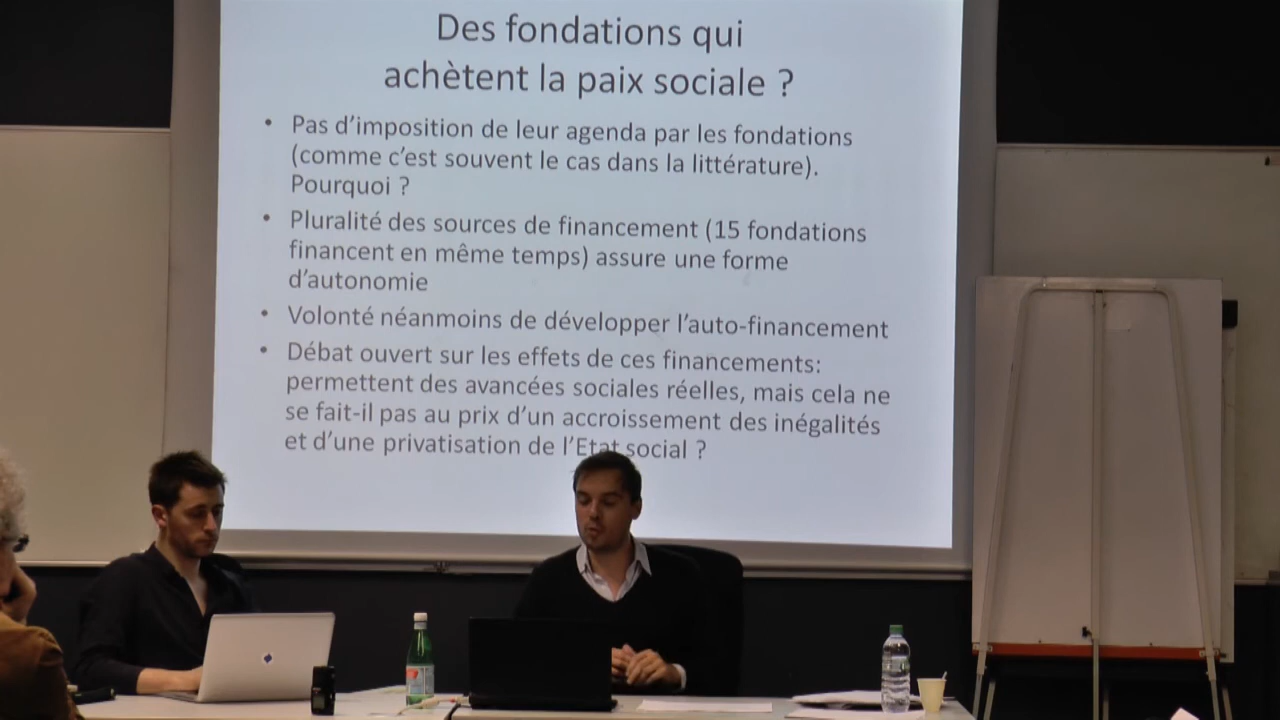 Des fondations qui
achètent la paix sociale ?
• Pas d’imposition de leur agenda par les fondations
(comme c’est souvent le cas dans la littérature).
Pourquoi ?
• Pluralité des sources de financement (15 fondations
financent en même temps) assure une forme
d’autonomie
• Volonté néanmoins de développer l’auto-financement
• Débat ouvert sur les effets de ces financements:
permettent des avancées sociales réelles, mais cela ne
se fait-il pas au prix d’un accroissement des inégalités
et d’une privatisation de l’Etat social ?